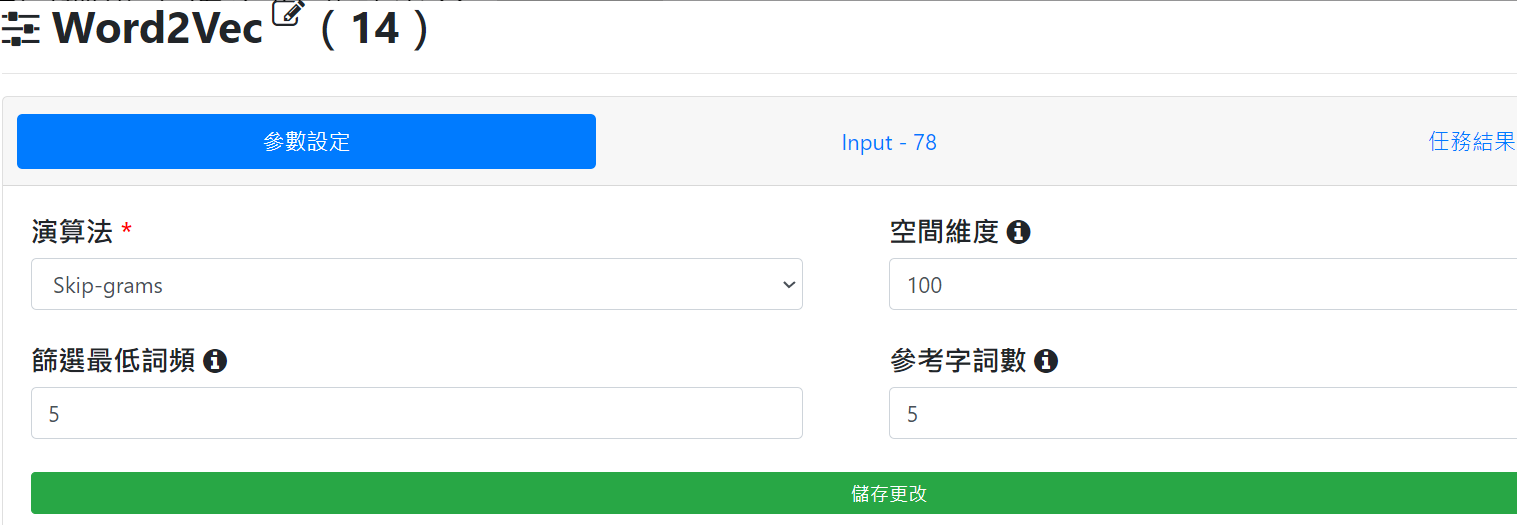 Word2Vec ( 14 )
參數設定 Input - 78 任務結果
演算法 * 空間維度
Skip-grams 100
篩選最低詞頻 參考字詞數
5 5
儲存更改